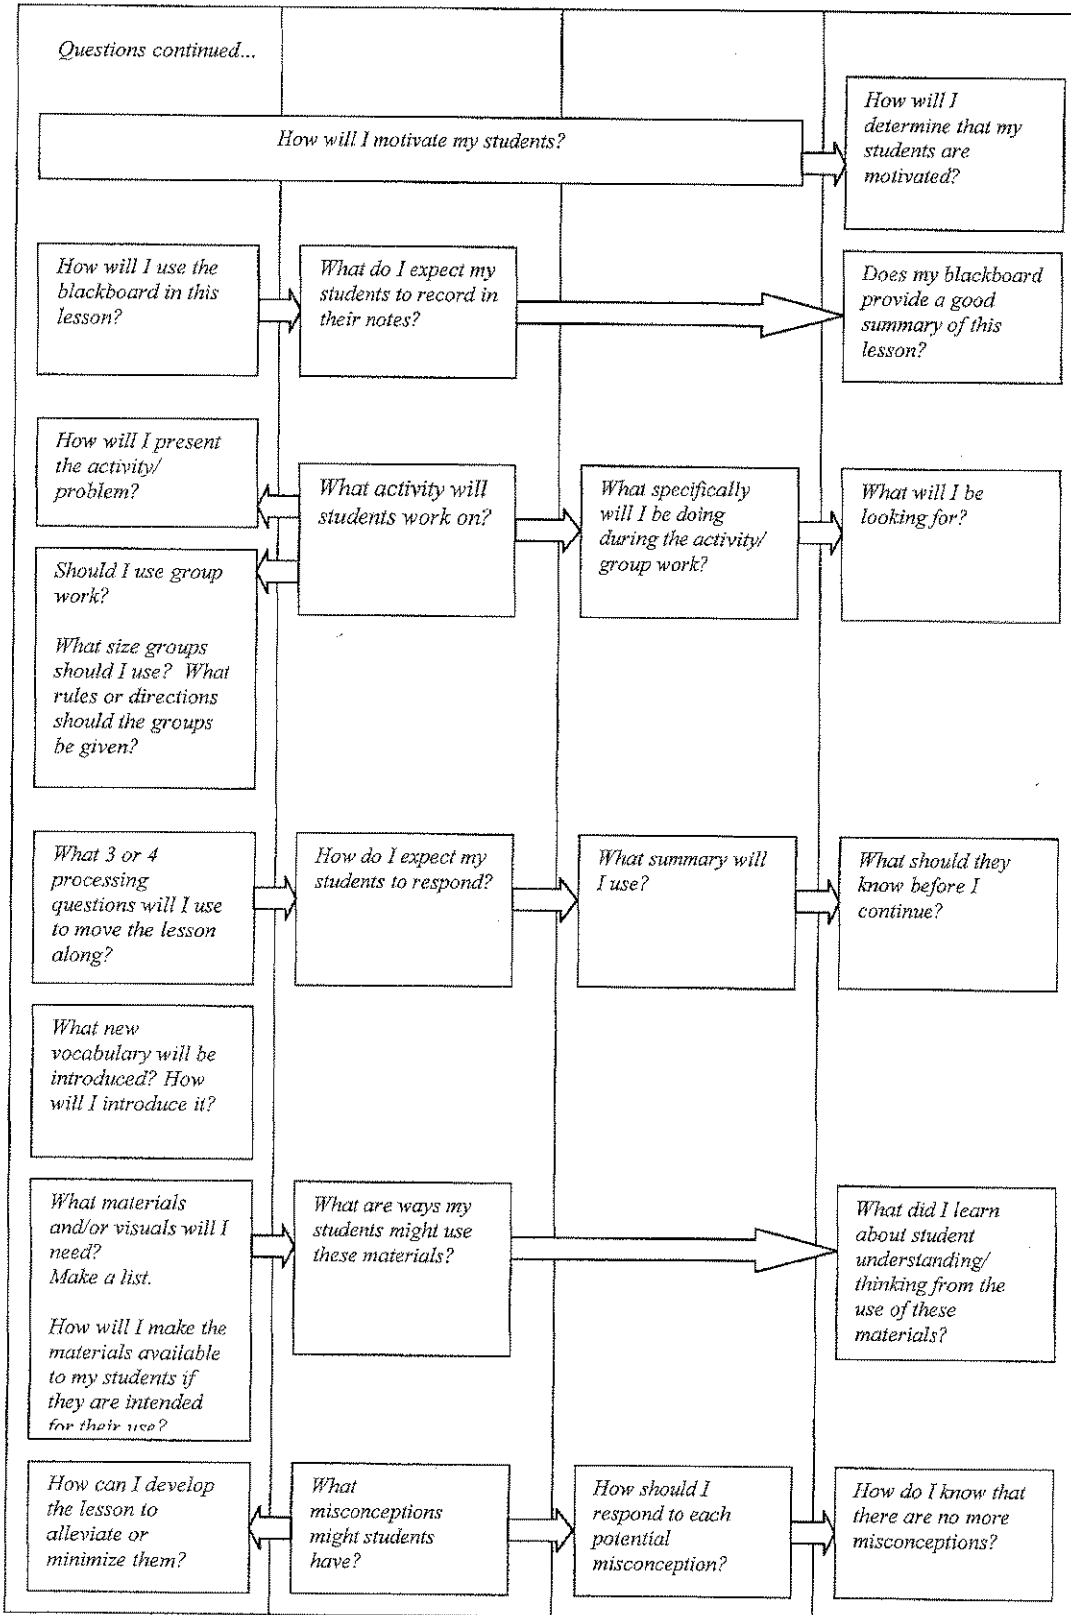 Questions continued...
How will I motivate my students?
How will I
determine that my
students are
motivated?
How will I use the
blackboard in this
lesson?
What do I expect my
students to record in
their notes?
Does my blackboard
provide a good
summary of this
lesson?
How will I present
the activity/
problem?
What activity will
students work on?
What specifically
will I be doing
during the activity/
group work?
What will I be
looking for?
Should I use group
work?
What size groups
should I use? What
rules or directions
should the groups
be given?
What 3 or 4
processing
questions will I use
to move the lesson
along?
How do I expect my
students to respond?
What summary will
I use?
What should they
know before I
continue?
What new
vocabulary will be
introduced? How
will I introduce it?
What materials
and/or visuals will I
need?
Make a list.
How will I make the
materials available
to my students if
they are intended
for their use?
What are ways my
students might use
these materials?
What did I learn
about student
understanding/
thinking from the
use of these
materials?
How can I develop
the lesson to
alleviate or
minimize them?
What
misconceptions
might students
have?
How should I
respond to each
potential
misconception?
How do I know that
there are no more
misconceptions?